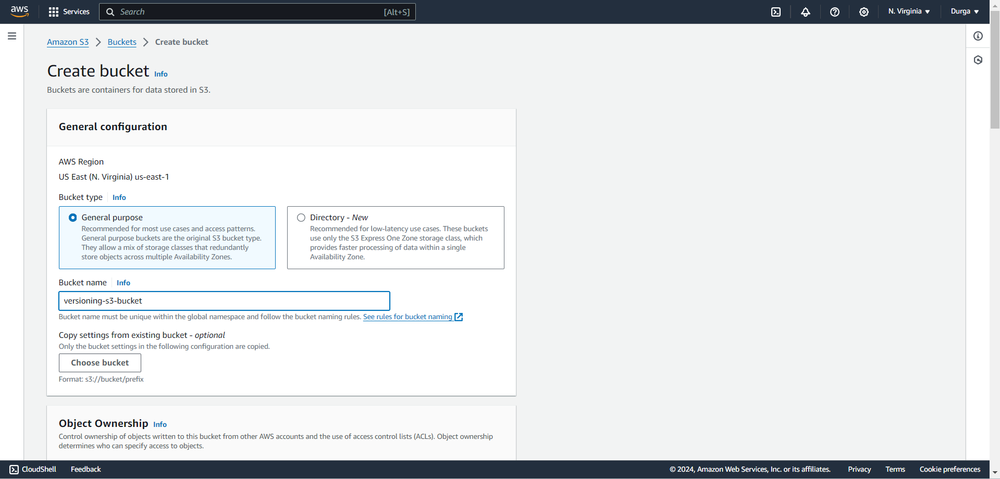 aws
Services
Search
[Alt+S]
N. Virginia
Durga
Amazon S3
Buckets
Create bucket
Create bucket Info
Buckets are containers for data stored in S3.
General configuration
AWS Region
US East (N. Virginia) us-east-1
Bucket type Info
General purpose
Recommended for most use cases and access patterns.
General purpose buckets are the original S3 bucket type.
They allow a mix of storage classes that redundantly
store objects across multiple Availability Zones.
Directory - New
Recommended for low-latency use cases. These buckets
use only the S3 Express One Zone storage class, which
provides faster processing of data within a single
Availability Zone.
Bucket name Info
versioning-s3-bucket
Bucket name must be unique within the global namespace and follow the bucket naming rules. See rules for bucket naming
Copy settings from existing bucket - optional
Only the bucket settings in the following configuration are copied.
Choose bucket
Format: s3://bucket/prefix
Object Ownership Info
Control ownership of objects written to this bucket from other AWS accounts and the use of access control lists (ACLs). Object ownership
determines who can specify access to objects.
CloudShell
Feedback
© 2024, Amazon Web Services, Inc. or its affiliates.
Privacy
Terms
Cookie preferences